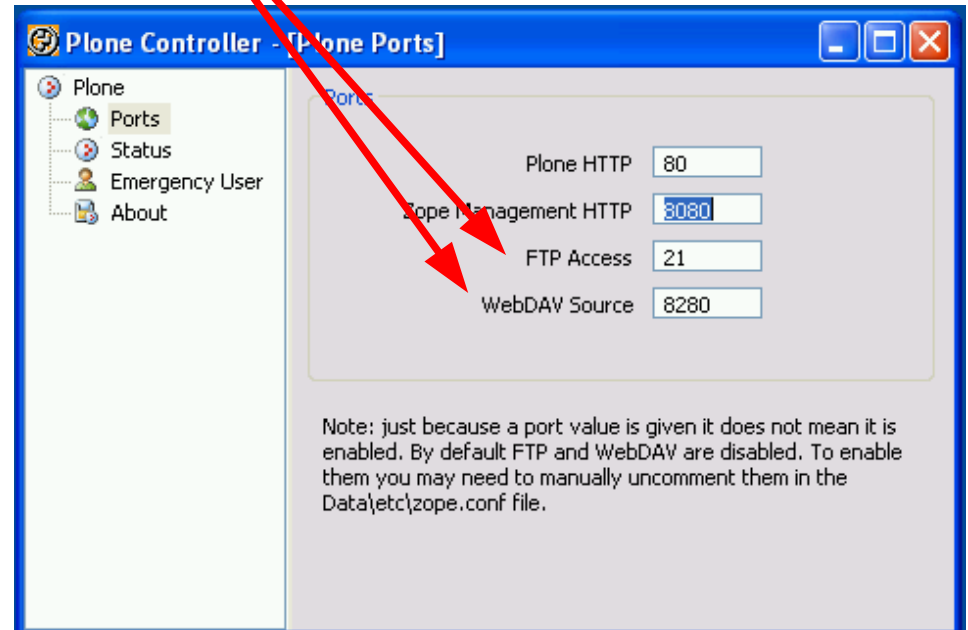 Plone Controller - [Plone Ports]
Plone
Ports
Status
Emergency User
About
Ports
Plone HTTP 80
Zope Management HTTP 8080
FTP Access 21
WebDAV Source 8280
Note: just because a port value is given it does not mean it is
enabled. By default FTP and WebDAV are disabled. To enable
them you may need to manually uncomment them in the
Data\etc\zope.conf file.